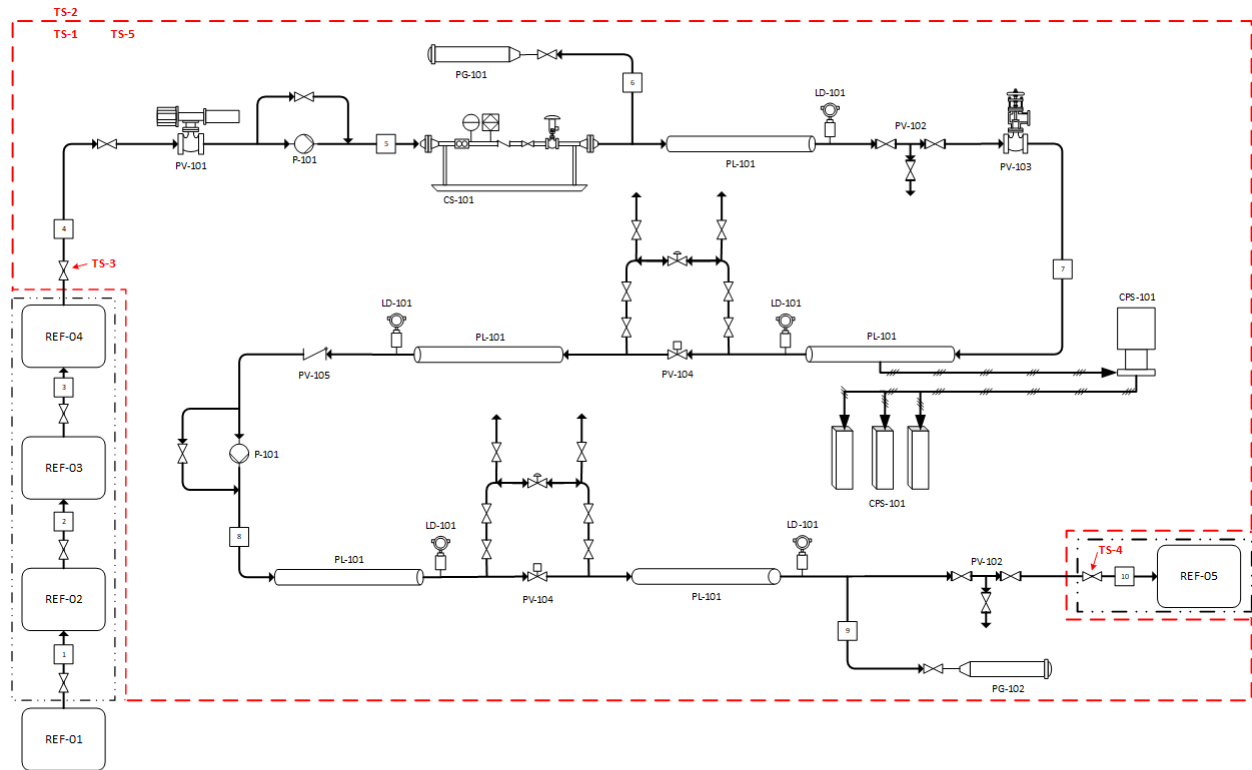 TS-2
TS-1 TS-5
PG-101
6
LD-101
PV-102
PV-101
P-101
5
CS-101
PL-101
PV-103
4
TS-3
7
REF-04
LD-101
PL-101
LD-101
PL-101
CPS-101
PV-105
PV-104
3
REF-03
P-101
CPS-101
2
8
LD-101
LD-101
PL-101
PV-104
PL-101
PV-102
TS-4
10
REF-05
REF-02
1
9
PG-102
REF-01